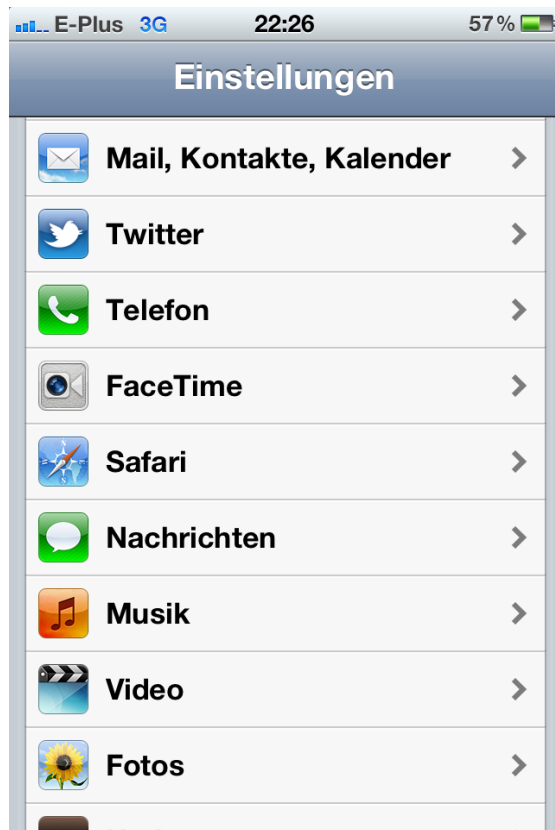 E-Plus 3G 22:26 57%
Einstellungen
Mail, Kontakte, Kalender
Twitter
Telefon
FaceTime
Safari
Nachrichten
Musik
Video
Fotos